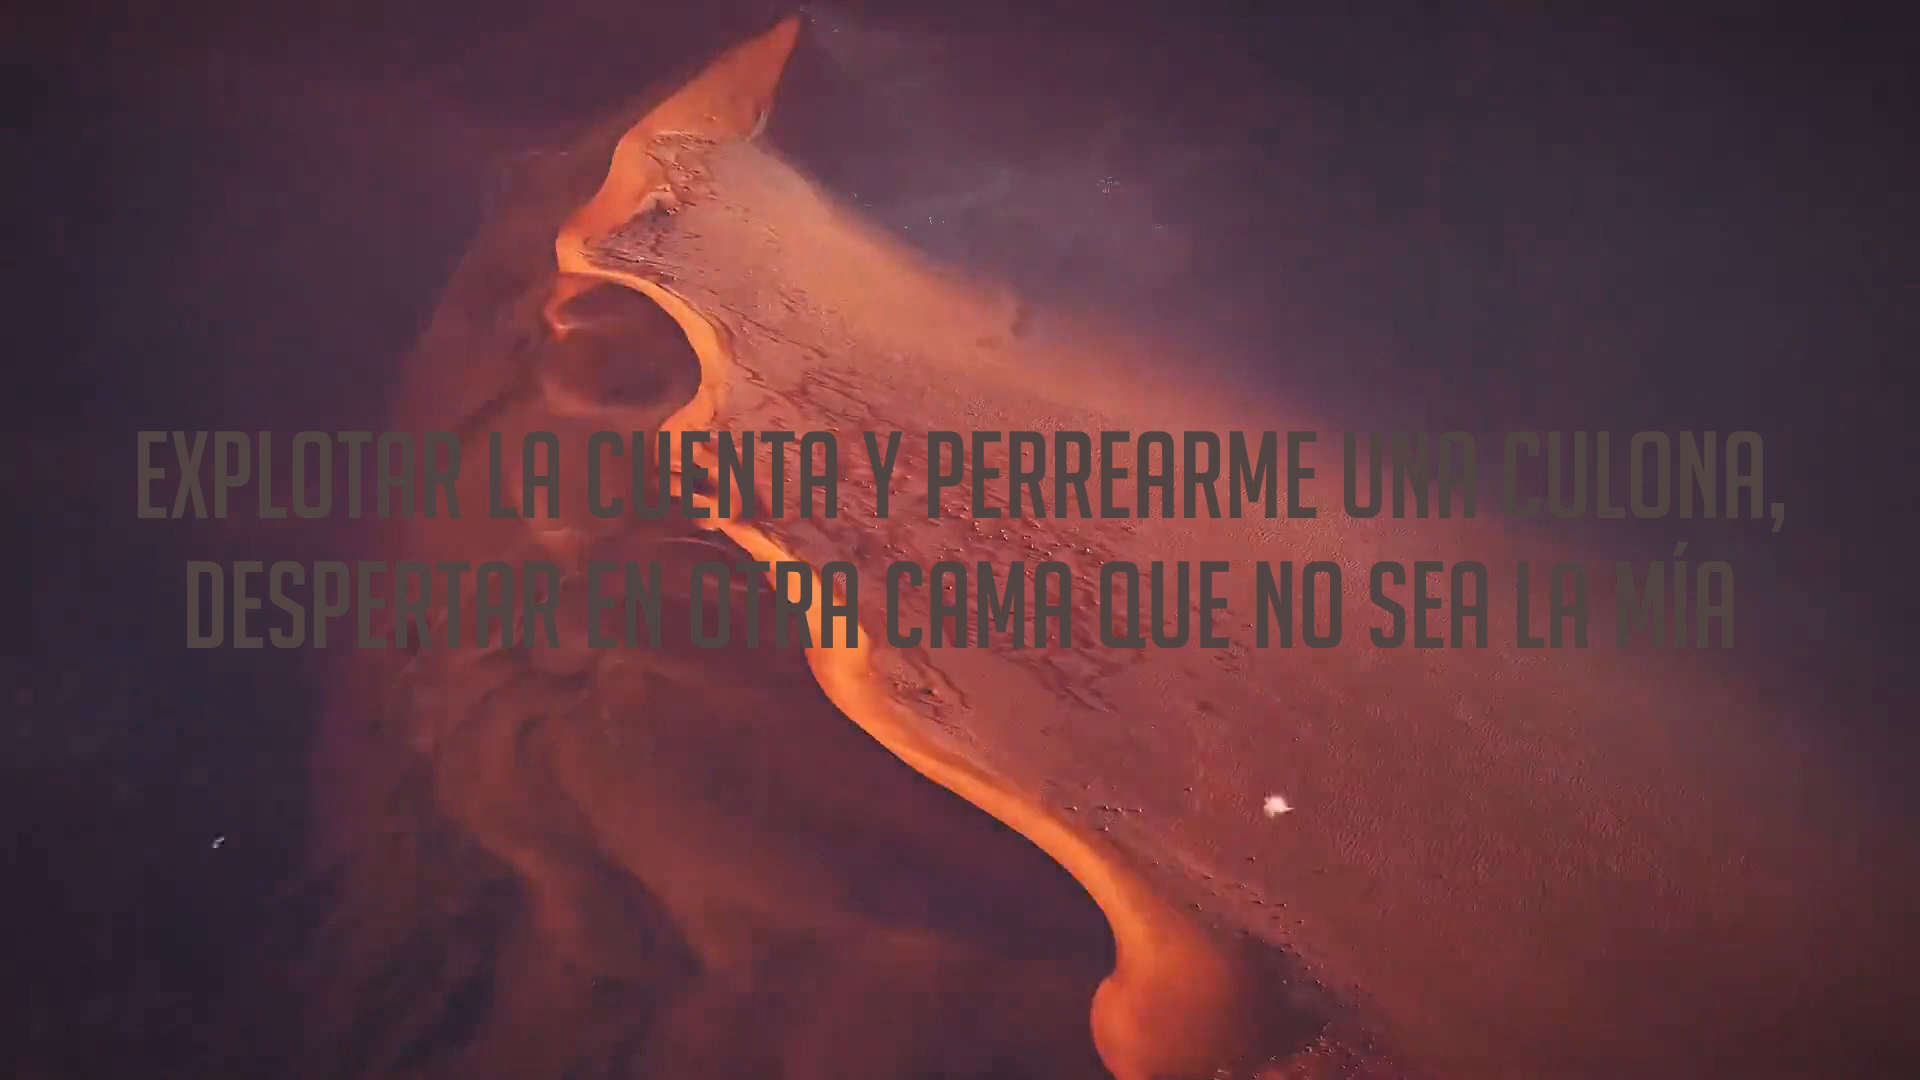 EXPLOTAR LA CUENTA Y PERREARME UNA CULONA,
DESPERTAR EN OTRA CAMA QUE NO SEA LA MÍA